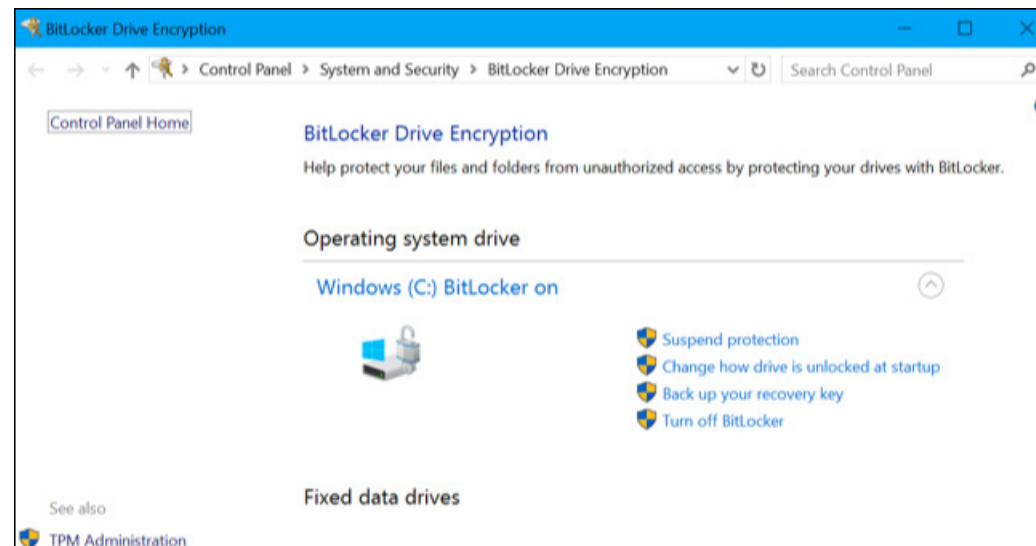 BitLocker Drive Encryption
Control Panel > System and Security > BitLocker Drive Encryption
Search Control Panel
Control Panel Home
BitLocker Drive Encryption
Help protect your files and folders from unauthorized access by protecting your drives with BitLocker.
Operating system drive
Windows (C:) BitLocker on
Suspend protection
Change how drive is unlocked at startup
Back up your recovery key
Turn off BitLocker
Fixed data drives
See also
TPM Administration